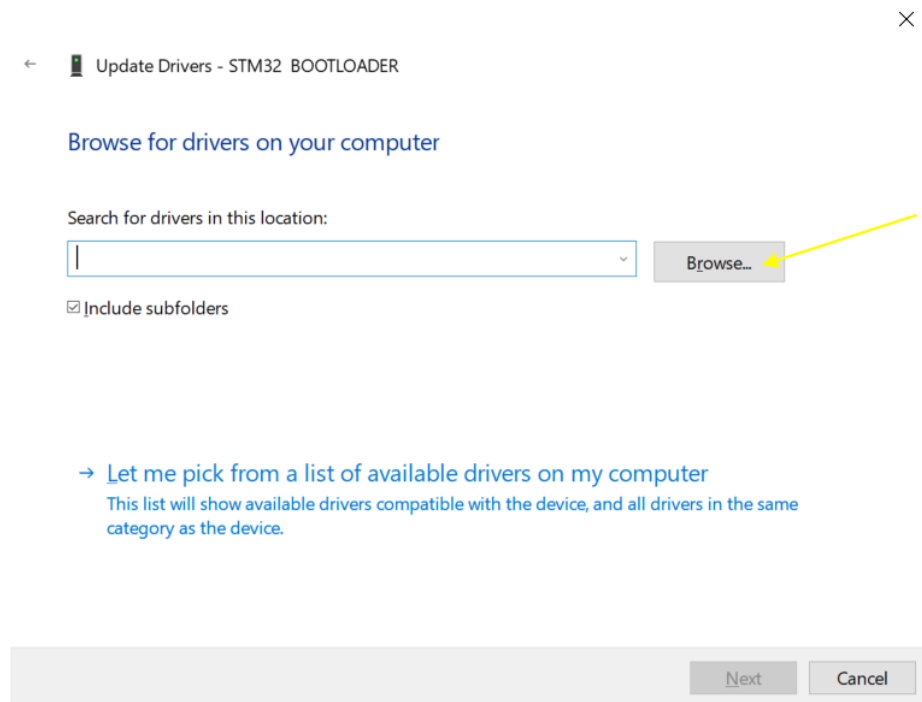 Update Drivers - STM32 BOOTLOADER
Browse for drivers on your computer
Search for drivers in this location:
Browse...
Include subfolders
Let me pick from a list of available drivers on my computer
This list will show available drivers compatible with the device, and all drivers in the same
category as the device.
Next
Cancel